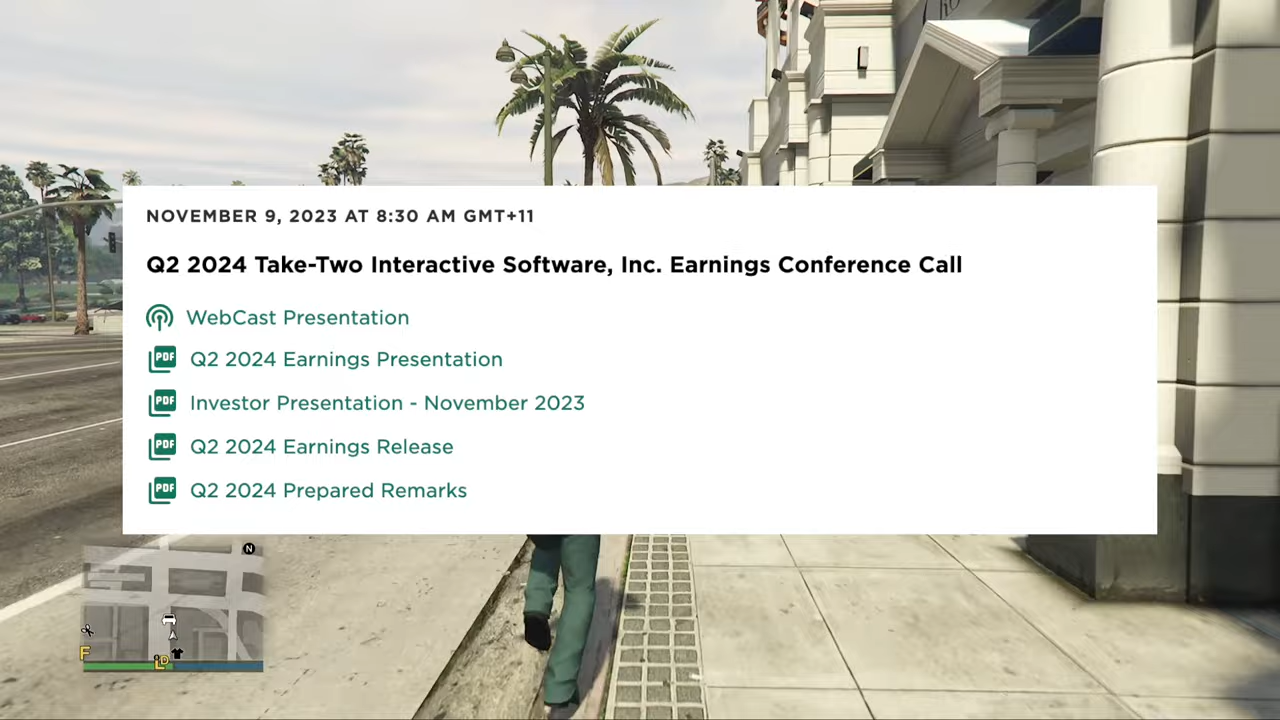 NOVEMBER 9, 2023 AT 8:30 AM GMT+11
Q2 2024 Take-Two Interactive Software, Inc. Earnings Conference Call
WebCast Presentation
PDF Q2 2024 Earnings Presentation
PDF Investor Presentation - November 2023
PDF Q2 2024 Earnings Release
PDF Q2 2024 Prepared Remarks
N
F
L D